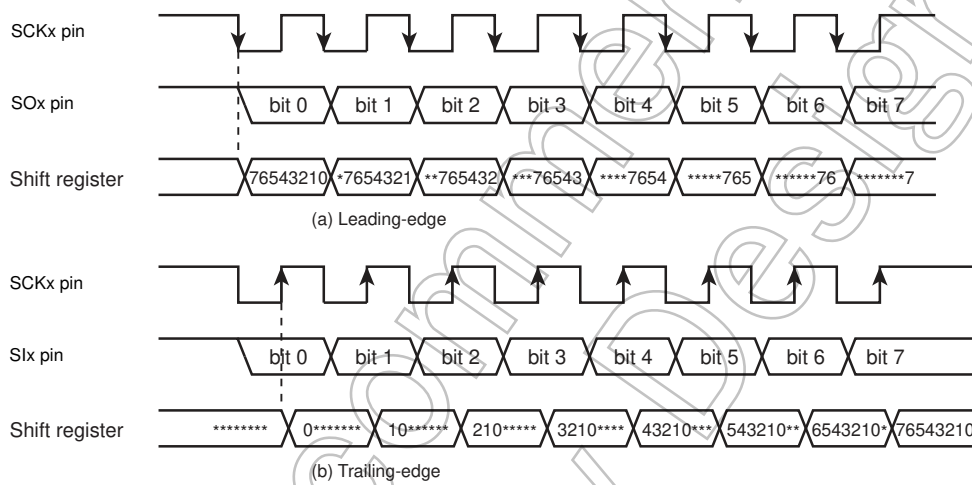 SCKx pin
SOx pin bit 0 bit 1 bit 2 bit 3 bit 4 bit 5 bit 6 bit 7
Shift register 76543210 *7654321 **765432 ***76543 ****7654 *****765 ******76 *******7
(a) Leading-edge
SCKx pin
SIx pin bit 0 bit 1 bit 2 bit 3 bit 4 bit 5 bit 6 bit 7
Shift register ******** 0******* 10****** 210***** 3210**** 43210*** 543210** 6543210* 76543210
(b) Trailing-edge